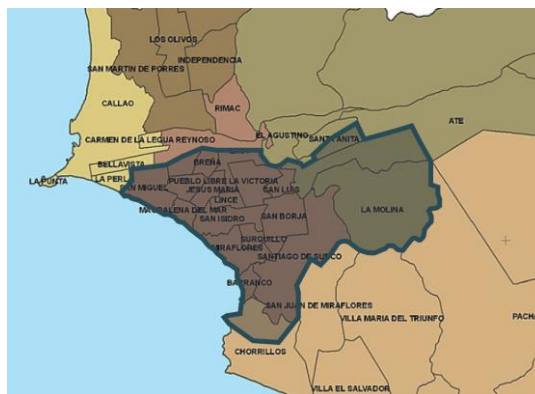 LOS OLIVOS
INDEPENDENCIA
SAN MARTIN DE PORRES
CALLAO
RIMAC
ATE
CARMEN DE LA LEGUA REYNOSO
EL AGUSTINO
SANTA ANITA
BELLAVISTA
BREÑA
LA PERL
LA PUNTA
SAN MIGUEL
PUEBLO LIBRE
LA VICTORIA
JESUS MARIA
SAN LUIS
LINCE
MAGDALENA DEL MAR
SAN ISIDRO
SAN BORJA
LA MOLINA
SURQUILLO
MIRAFLORES
SANTIAGO DE SURCO
BARRANCO
SAN JUAN DE MIRAFLORES
VILLA MARIA DEL TRIUNFO
PACHA
CHORRILLOS
VILLA EL SALVADOR